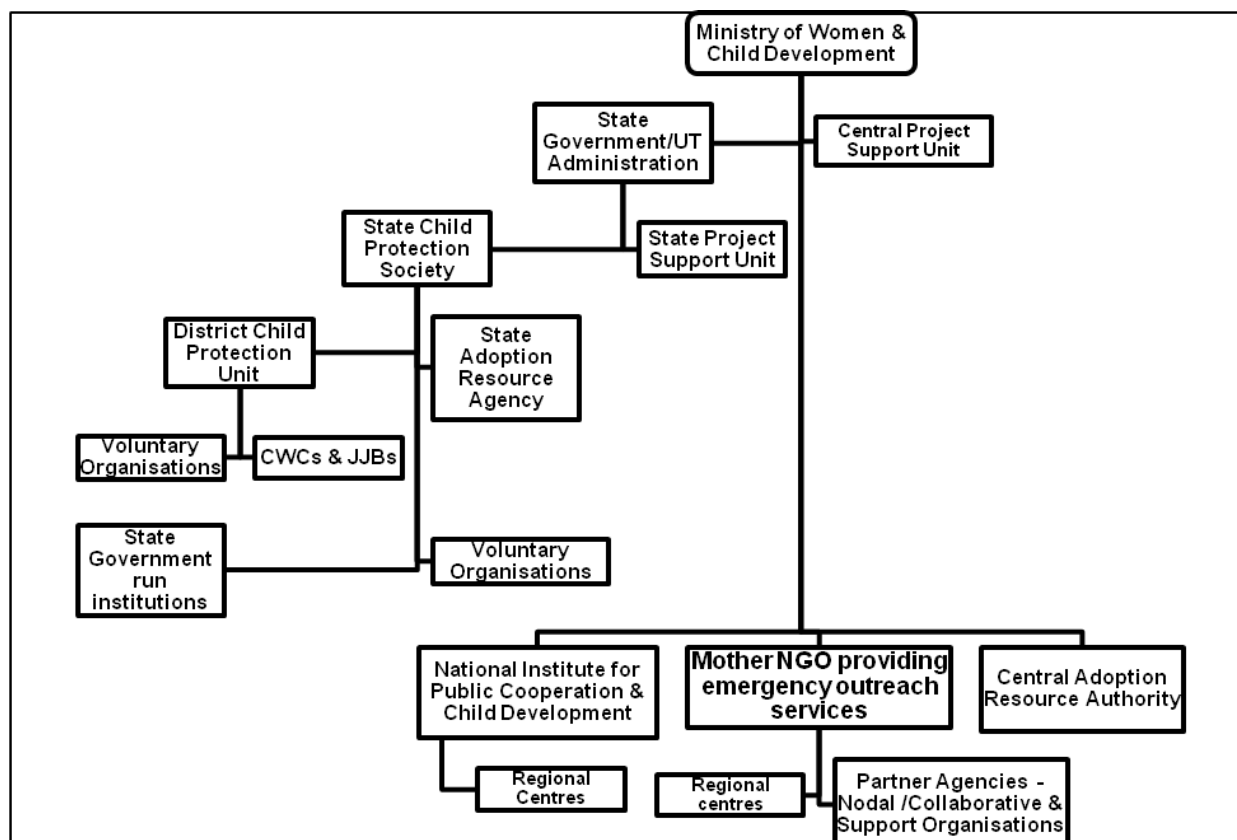 Ministry of Women &
Child Development
State
Government/UT
Administration
Central Project
Support Unit
State Child
Protection
Society
State Project
Support Unit
District Child
Protection
Unit
State
Adoption
Resource
Agency
Voluntary
Organisations
CWCs & JJBs
State
Government
run
institutions
Voluntary
Organisations
National Institute for
Public Cooperation &
Child Development
Mother NGO providing
emergency outreach
services
Central Adoption
Resource Authority
Regional
Centres
Regional
centres
Partner Agencies -
Nodal /Collaborative &
Support Organisations